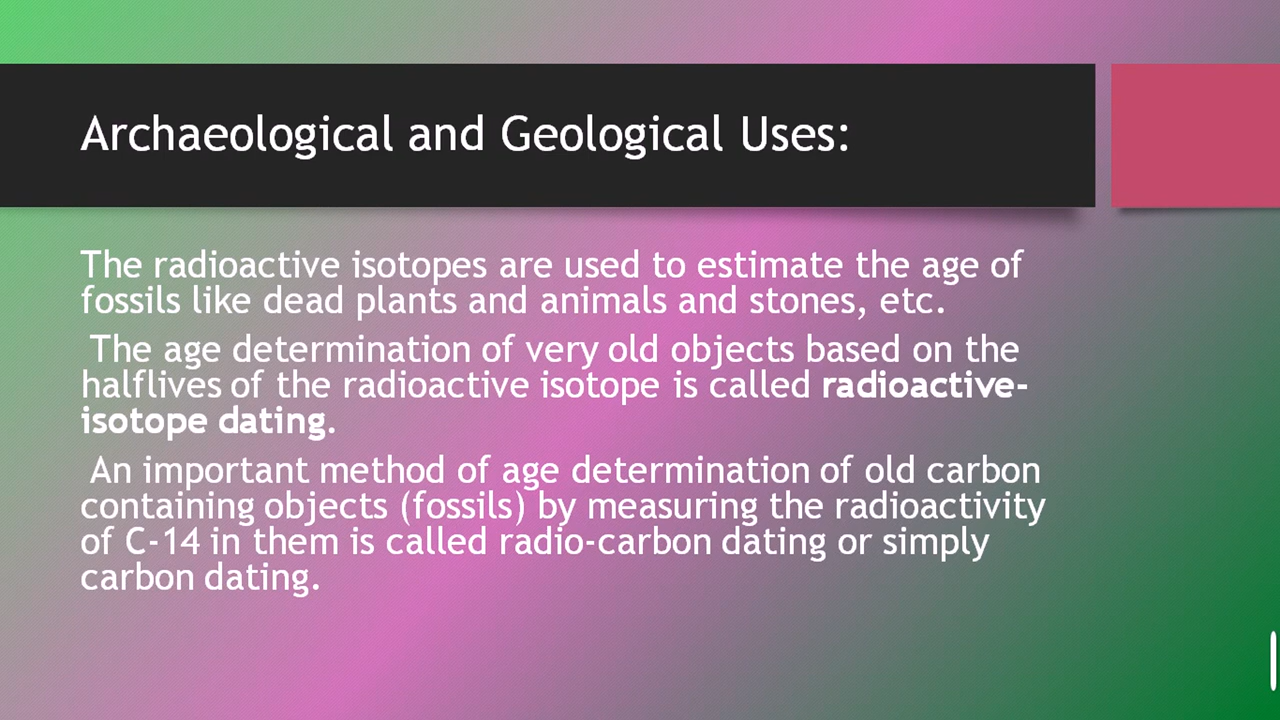 Archaeological and Geological Uses:
The radioactive isotopes are used to estimate the age of
fossils like dead plants and animals and stones, etc.
The age determination of very old objects based on the
halflives of the radioactive isotope is called radioactive-
isotope dating.
An important method of age determination of old carbon
containing objects (fossils) by measuring the radioactivity
of C-14 in them is called radio-carbon dating or simply
carbon dating.